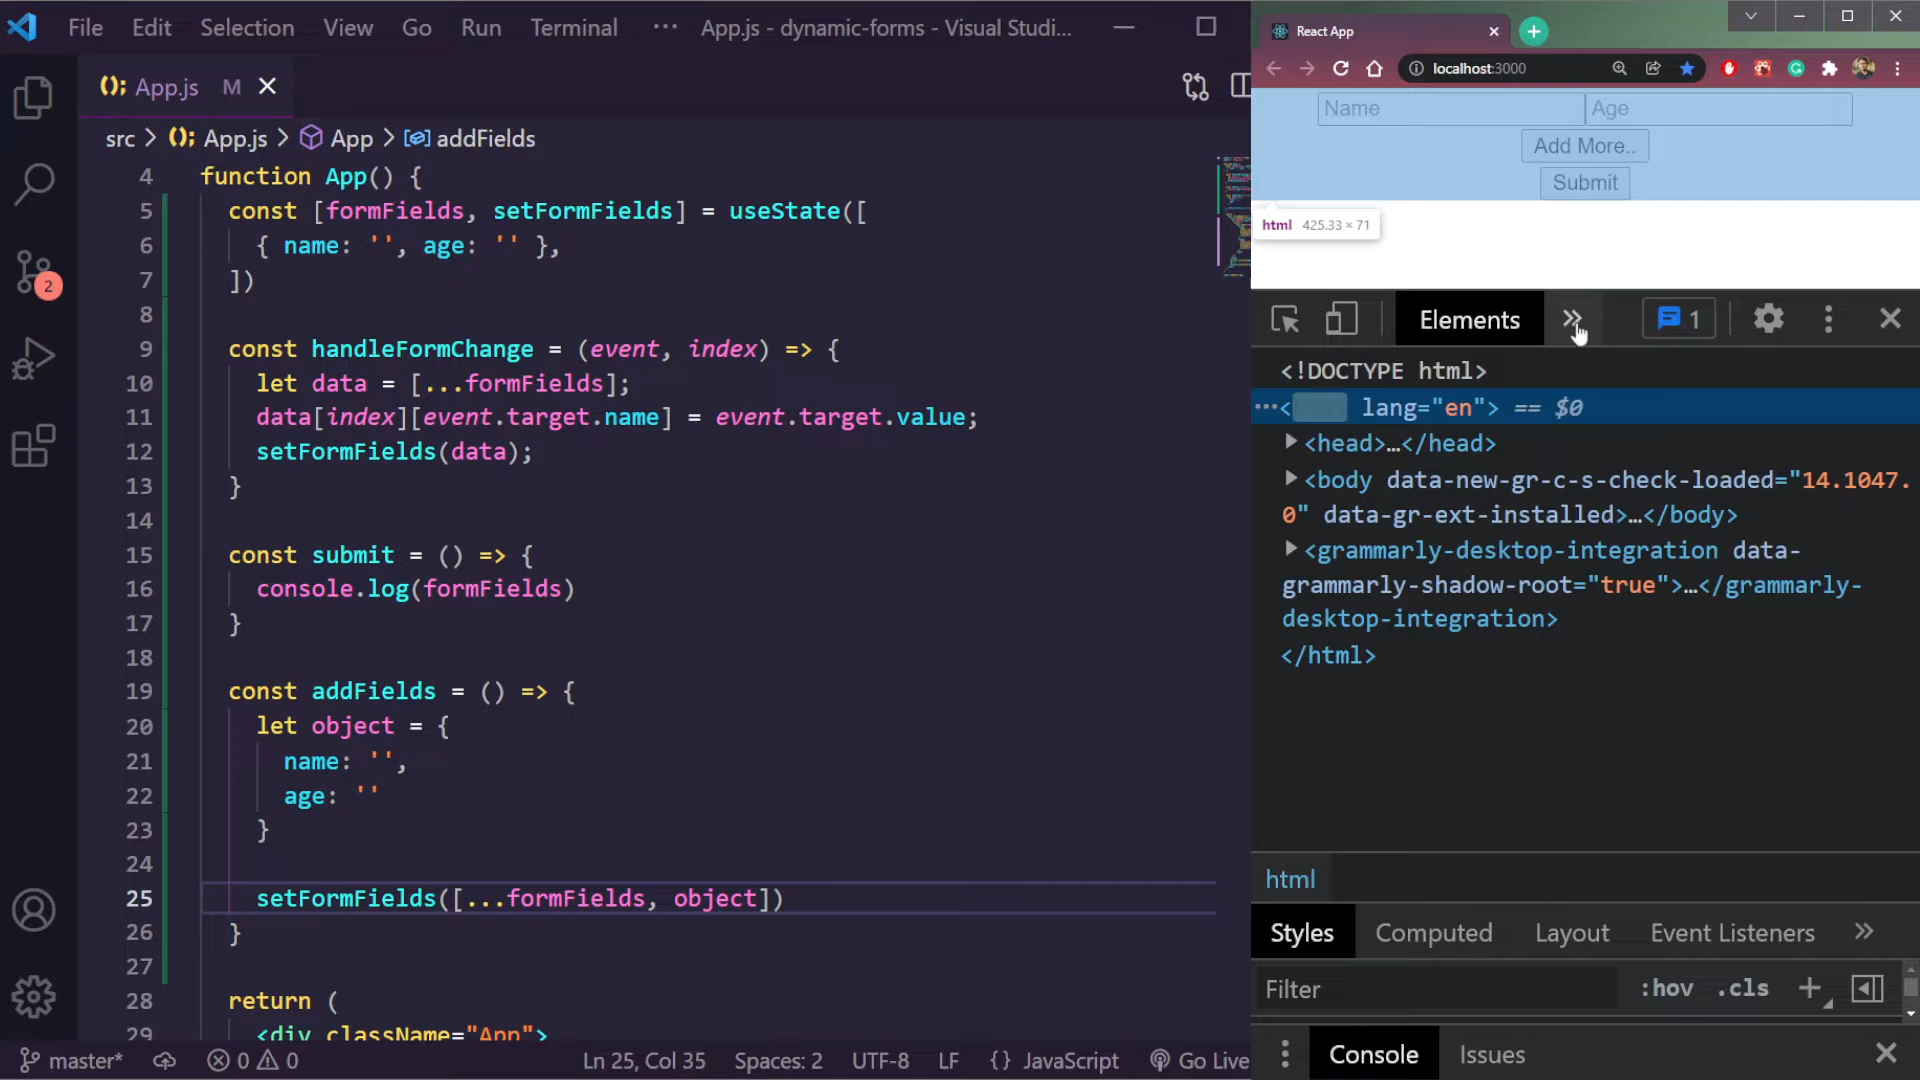 File Edit Selection View Go Run Terminal ··· App.js - dynamic-forms - Visual Studi...
App.js M
src > App.js > App > addFields
4 function App() {
5 const [formFields, setFormFields] = useState([
6 { name: '', age: '' },
7 ])
8
9 const handleFormChange = (event, index) => {
10 let data = [...formFields];
11 data[index][event.target.name] = event.target.value;
12 setFormFields(data);
13 }
14
15 const submit = () => {
16 console.log(formFields)
17 }
18
19 const addFields = () => {
20 let object = {
21 name: '',
22 age: ''
23 }
24
25 setFormFields([...formFields, object])
26 }
27
28 return (
29 <div className="App">
2
master* 0 0 Ln 25, Col 35 Spaces: 2 UTF-8 LF {} JavaScript Go Live
React App
localhost:3000
Name Age
Add More..
Submit
html 425.33 × 71
Elements 1
<!DOCTYPE html>
···< lang="en"> == $0
<head>…</head>
<body data-new-gr-c-s-check-loaded="14.1047.
0" data-gr-ext-installed>…</body>
<grammarly-desktop-integration data-
grammarly-shadow-root="true">…</grammarly-
desktop-integration>
</html>
html
Styles Computed Layout Event Listeners
Filter :hov .cls
Console Issues